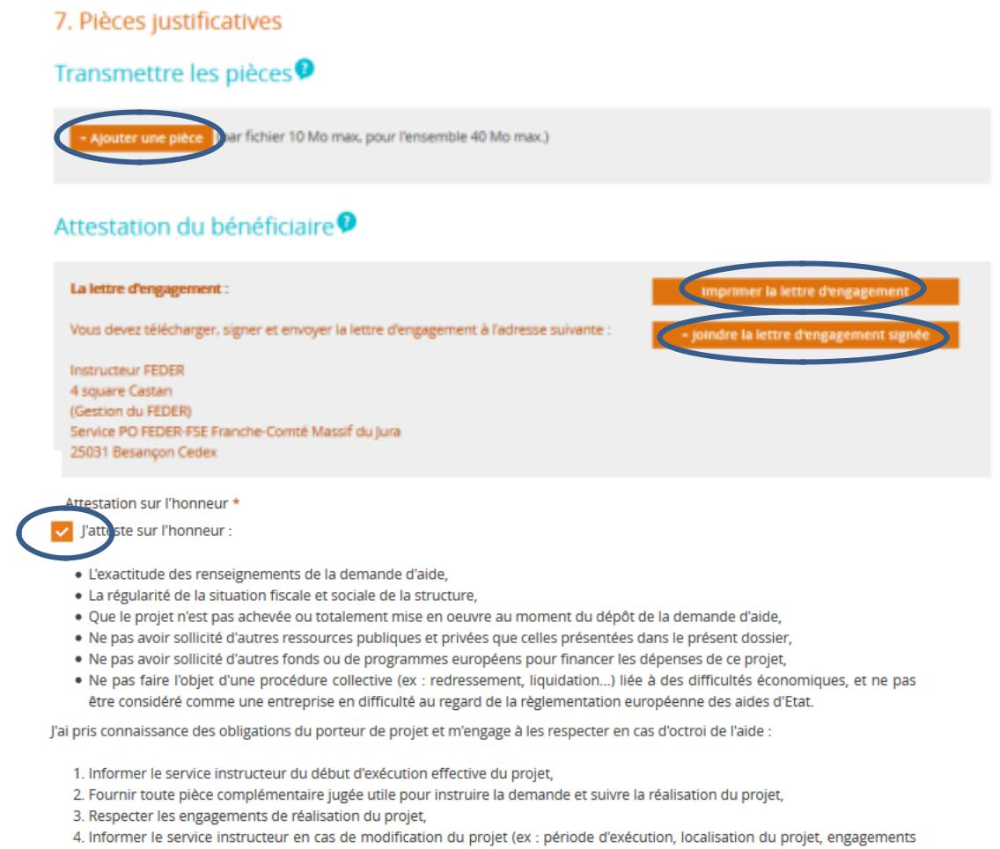 7. Pièces justificatives
Transmettre les pièces ?
- Ajouter une pièce (par fichier 10 Mo max, pour l'ensemble 40 Mo max.)
Attestation du bénéficiaire ?
La lettre d'engagement :
Imprimer la lettre d'engagement
Vous devez télécharger, signer et envoyer la lettre d'engagement à l'adresse suivante :
- Joindre la lettre d'engagement signée
Instructeur FEDER
4 square Castan
(Gestion du FEDER)
Service PO FEDER-FSE Franche-Comté Massif du Jura
25031 Besançon Cedex
Attestation sur l'honneur *
J'atteste sur l'honneur :
• L'exactitude des renseignements de la demande d'aide,
• La régularité de la situation fiscale et sociale de la structure,
• Que le projet n'est pas achevée ou totalement mise en oeuvre au moment du dépôt de la demande d'aide,
• Ne pas avoir sollicité d'autres ressources publiques et privées que celles présentées dans le présent dossier,
• Ne pas avoir sollicité d'autres fonds ou de programmes européens pour financer les dépenses de ce projet,
• Ne pas faire l'objet d'une procédure collective (ex : redressement, liquidation...) liée à des difficultés économiques, et ne pas
être considéré comme une entreprise en difficulté au regard de la règlementation européenne des aides d'Etat.
J'ai pris connaissance des obligations du porteur de projet et m'engage à les respecter en cas d'octroi de l'aide :
1. Informer le service instructeur du début d'exécution effective du projet,
2. Fournir toute pièce complémentaire jugée utile pour instruire la demande et suivre la réalisation du projet,
3. Respecter les engagements de réalisation du projet,
4. Informer le service instructeur en cas de modification du projet (ex : période d'exécution, localisation du projet, engagements